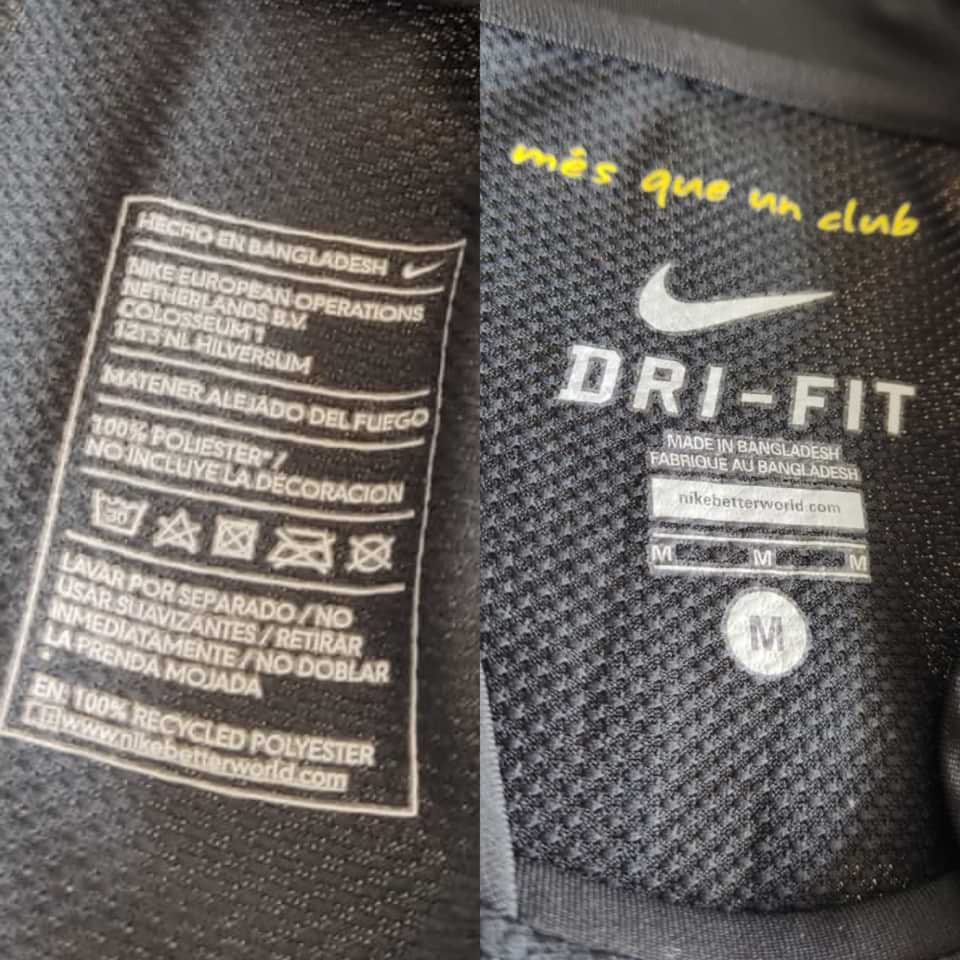 HECHO EN BANGLADESH
NIKE EUROPEAN OPERATIONS
NETHERLANDS B.V.
COLOSSEUM 1
1213 NL HILVERSUM
MATENER ALEJADO DEL FUEGO
100% POLIESTER*/
NO INCLUYE LA DECORACION
30
LAVAR POR SEPARADO / NO
USAR SUAVIZANTES / RETIRAR
INMEDIATAMENTE / NO DOBLAR
LA PRENDA MOJADA
EN: 100% RECYCLED POLYESTER
www.nikebetterworld.com
més que un club
DRI-FIT
MADE IN BANGLADESH
FABRIQUE AU BANGLADESH
nikebetterworld.com
M M M
M